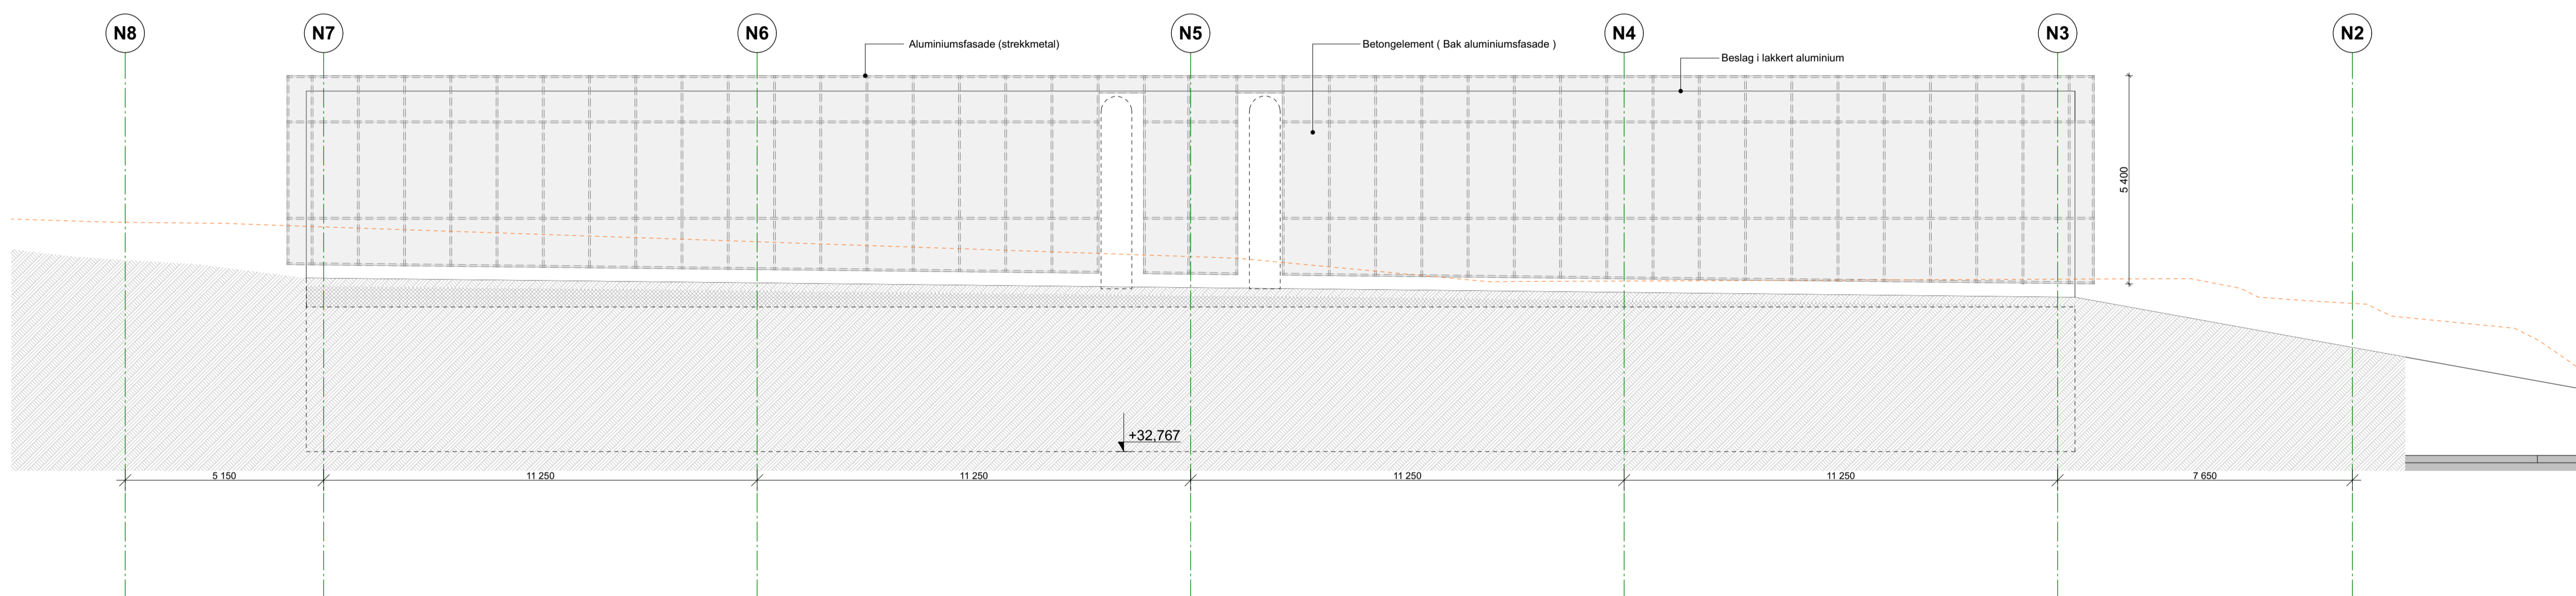 N8
N7
N6
N5
N4
N3
N2
Aluminiumsfasade (strekkmetal)
Betongelement ( Bak aluminiumsfasade )
Beslag i lakkert aluminium
5 400
+32,767
5 150
11 250
11 250
11 250
11 250
7 650